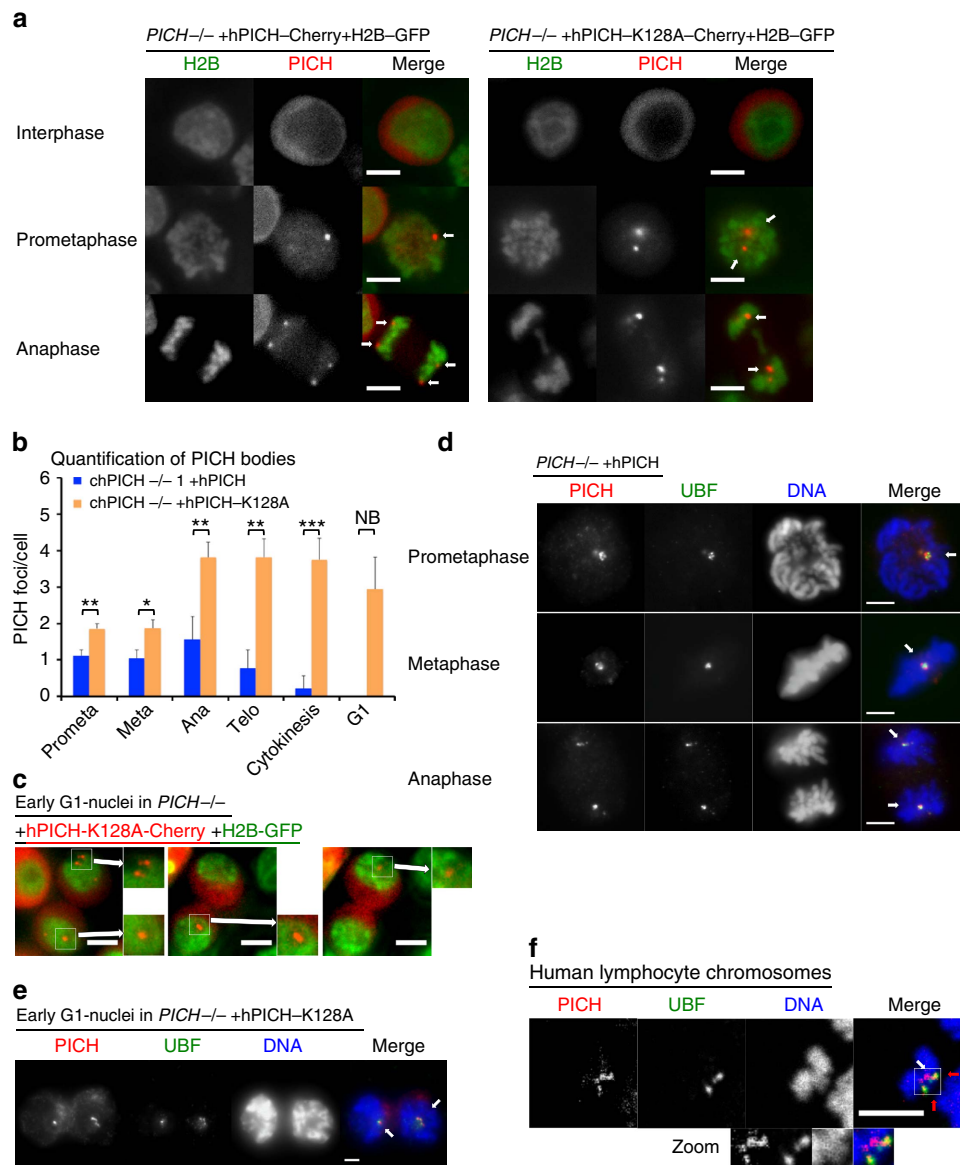 a
PICH–/– +hPICH–Cherry+H2B–GFP
PICH–/– +hPICH–K128A–Cherry+H2B–GFP
H2B PICH Merge
H2B PICH Merge
Interphase
Prometaphase
Anaphase
b
Quantification of PICH bodies
chPICH –/– 1 +hPICH
chPICH –/– +hPICH–K128A
PICH foci/cell
6
5
4
3
2
1
0
** * ** ** *** NB
Prometa Meta Ana Telo Cytokinesis G1
c
Early G1-nuclei in PICH–/–
+hPICH-K128A-Cherry +H2B-GFP
d
PICH–/– +hPICH
PICH UBF DNA Merge
Prometaphase
Metaphase
Anaphase
e
Early G1-nuclei in PICH–/– +hPICH–K128A
PICH UBF DNA Merge
f
Human lymphocyte chromosomes
PICH UBF DNA Merge
Zoom